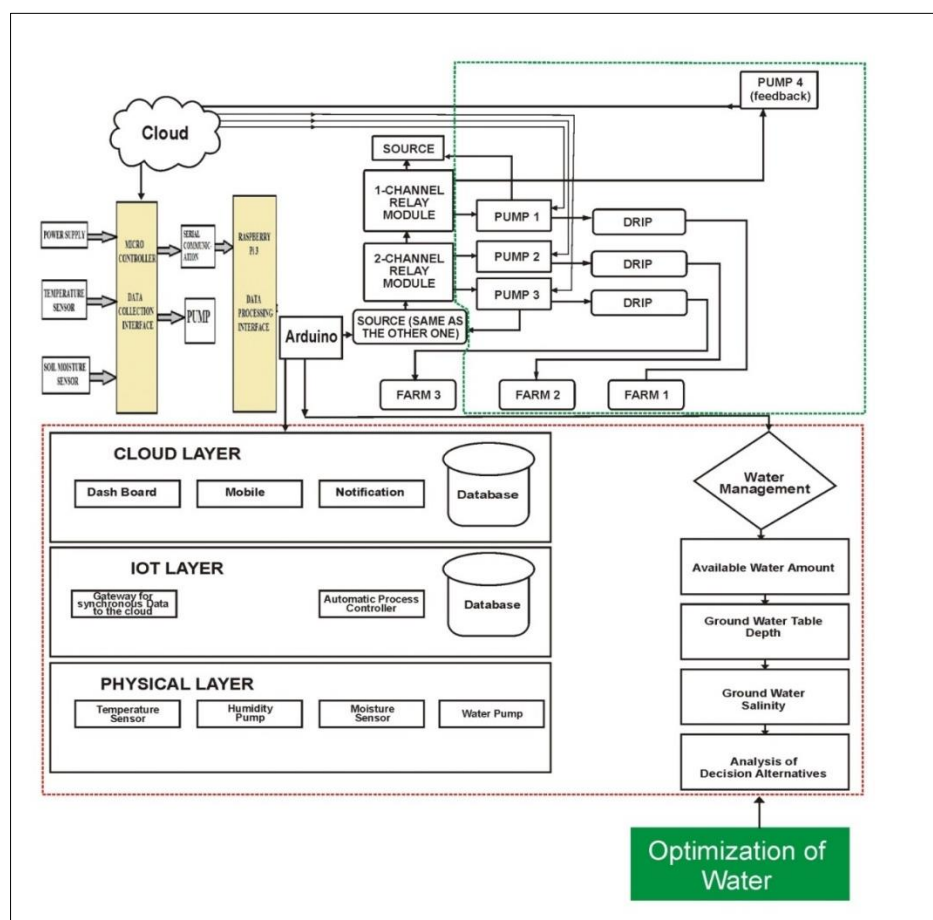 PUMP 4
(feedback)
Cloud
SOURCE
1-CHANNEL
RELAY
MODULE
PUMP 1
DRIP
POWER SUPPLY
MICRO
CONTROLLER
DATA
COLLECTION
INTERFACE
SERIAL
COMMUNIC-
ATION
RASPBERRY
Pi 3
DATA
PROCESSING
INTERFACE
2-CHANNEL
RELAY
MODULE
PUMP 2
DRIP
TEMPERATURE
SENSOR
PUMP
PUMP 3
DRIP
Arduino
SOURCE (SAME AS
THE OTHER ONE)
SOIL MOISTURE
SENSOR
FARM 3
FARM 2
FARM 1
CLOUD LAYER
Dash Board
Mobile
Notification
Database
Water
Management
IOT LAYER
Gateway for
synchronous Data
to the cloud
Automatic Process
Controller
Database
Available Water Amount
Ground Water Table
Depth
PHYSICAL LAYER
Temperature
Sensor
Humidity
Pump
Moisture
Sensor
Water Pump
Ground Water
Salinity
Analysis of
Decision Alternatives
Optimization of
Water